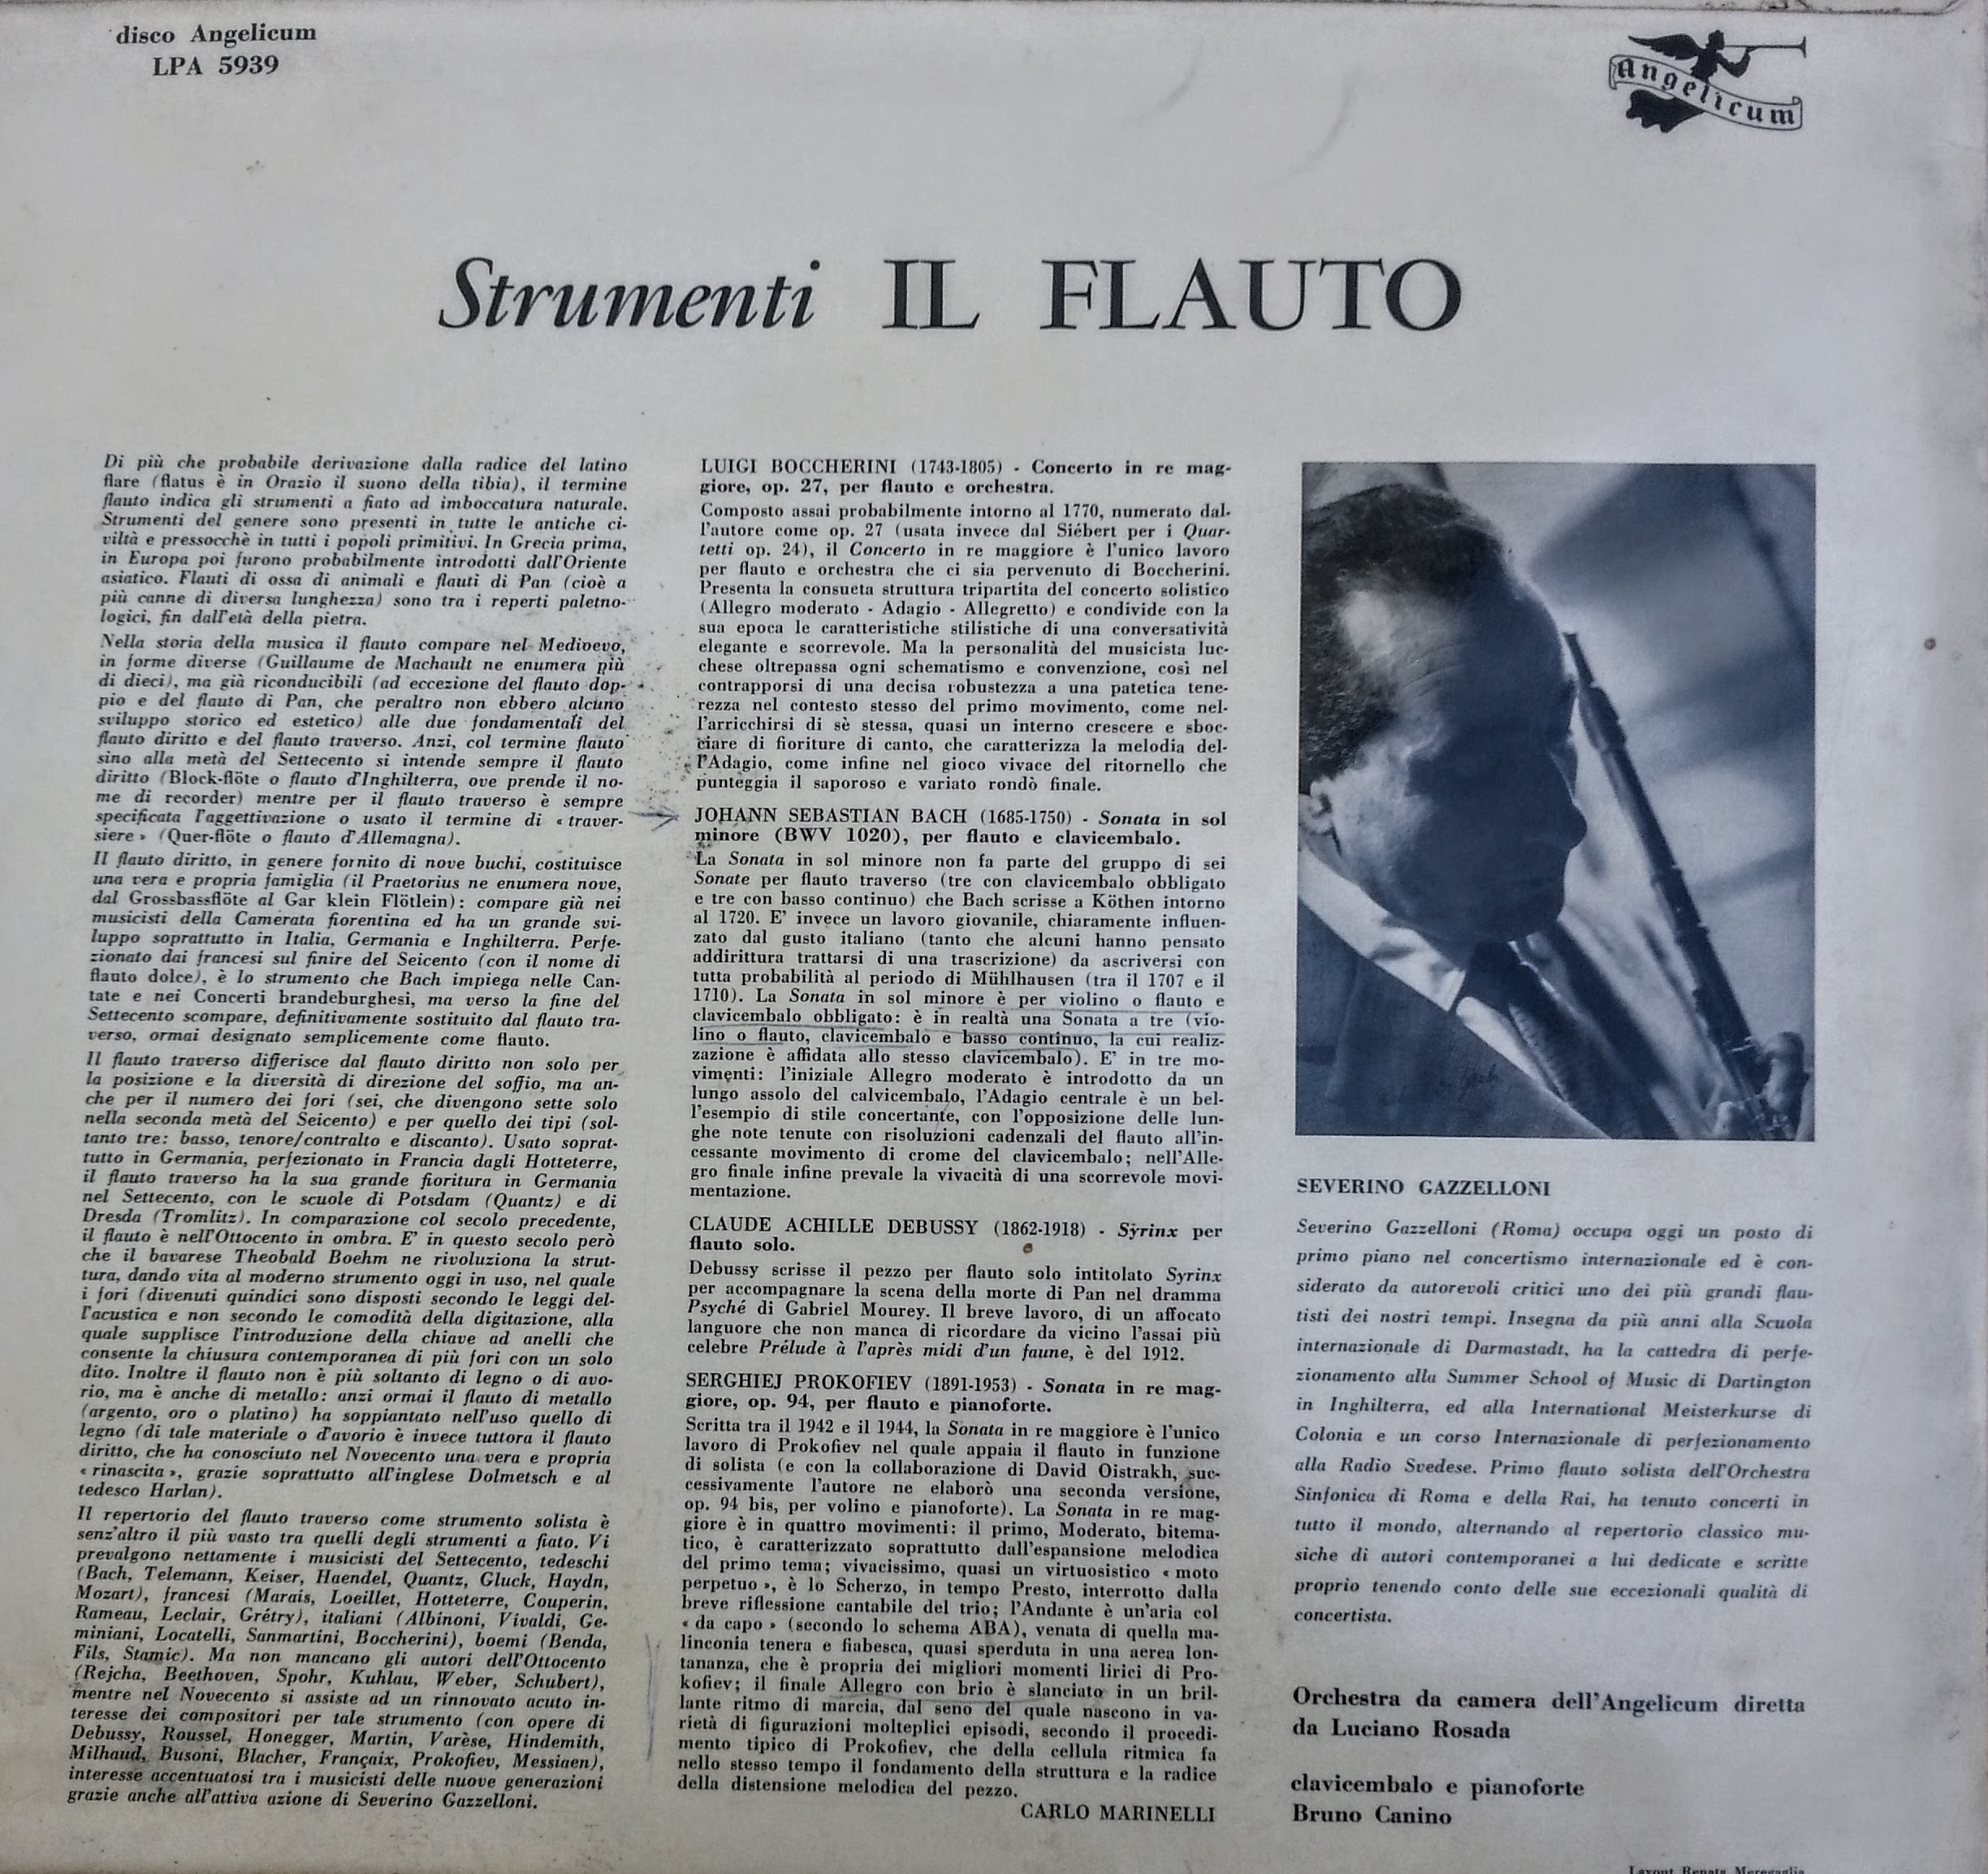 disco Angelicum
LPA 5939
angelicum
Strumenti IL FLAUTO
Di più che probabile derivazione dalla radice del latino
flare (flatus è in Orazio il suono della tibia), il termine
flauto indica gli strumenti a fiato ad imboccatura naturale.
Strumenti del genere sono presenti in tutte le antiche ci-
viltà e pressocchè in tutti i popoli primitivi. In Grecia prima,
in Europa poi furono probabilmente introdotti dall'Oriente
asiatico. Flauti di ossa di animali e flauti di Pan (cioè a
più canne di diversa lunghezza) sono tra i reperti paletno-
logici, fin dall'età della pietra.
Nella storia della musica il flauto compare nel Medioevo,
in forme diverse (Guillaume de Machault ne enumera più
di dieci), ma già riconducibili (ad eccezione del flauto dop-
pio e del flauto di Pan, che peraltro non ebbero alcuno
sviluppo storico ed estetico) alle due fondamentali del
flauto diritto e del flauto traverso. Anzi, col termine flauto
sino alla metà del Settecento si intende sempre il flauto
diritto (Block-flöte o flauto d'Inghilterra, ove prende il no-
me di recorder) mentre per il flauto traverso è sempre
specificata l'aggettivazione o usato il termine di « traver-
siere » (Quer-flöte o flauto d'Allemagna).
Il flauto diritto, in genere fornito di nove buchi, costituisce
una vera e propria famiglia (il Praetorius ne enumera nove,
dal Grossbassflöte al Gar klein Flötlein): compare già nei
musicisti della Camerata fiorentina ed ha un grande svi-
luppo soprattutto in Italia, Germania e Inghilterra. Perfe-
zionato dai francesi sul finire del Seicento (con il nome di
flauto dolce), è lo strumento che Bach impiega nelle Can-
tate e nei Concerti brandeburghesi, ma verso la fine del
Settecento scompare, definitivamente sostituito dal flauto tra-
verso, ormai designato semplicemente come flauto.
Il flauto traverso differisce dal flauto diritto non solo per
la posizione e la diversità di direzione del soffio, ma an-
che per il numero dei fori (sei, che divengono sette solo
nella seconda metà del Seicento) e per quello dei tipi (sol-
tanto tre: basso, tenore/contralto e discanto). Usato soprat-
tutto in Germania, perfezionato in Francia dagli Hotteterre,
il flauto traverso ha la sua grande fioritura in Germania
nel Settecento, con le scuole di Potsdam (Quantz) e di
Dresda (Tromlitz). In comparazione col secolo precedente,
il flauto è nell'Ottocento in ombra. E' in questo secolo però
che il bavarese Theobald Boehm ne rivoluziona la strut-
tura, dando vita al moderno strumento oggi in uso, nel quale
i fori (divenuti quindici sono disposti secondo le leggi del-
l'acustica e non secondo le comodità della digitazione, alla
quale supplisce l'introduzione della chiave ad anelli che
consente la chiusura contemporanea di più fori con un solo
dito. Inoltre il flauto non è più soltanto di legno o di avo-
rio, ma è anche di metallo: anzi ormai il flauto di metallo
(argento, oro o platino) ha soppiantato nell'uso quello di
legno (di tale materiale o d'avorio è invece tuttora il flauto
diritto, che ha conosciuto nel Novecento una vera e propria
« rinascita », grazie soprattutto all'inglese Dolmetsch e al
tedesco Harlan).
Il repertorio del flauto traverso come strumento solista è
senz'altro il più vasto tra quelli degli strumenti a fiato. Vi
prevalgono nettamente i musicisti del Settecento, tedeschi
(Bach, Telemann, Keiser, Haendel, Quantz, Gluck, Haydn,
Mozart), francesi (Marais, Loeillet, Hotteterre, Couperin,
Rameau, Leclair, Grétry), italiani (Albinoni, Vivaldi, Ge-
miniani, Locatelli, Sanmartini, Boccherini), boemi (Benda,
Fils, Stamic). Ma non mancano gli autori dell'Ottocento
(Rejcha, Beethoven, Spohr, Kuhlau, Weber, Schubert),
mentre nel Novecento si assiste ad un rinnovato acuto in-
teresse dei compositori per tale strumento (con opere di
Debussy, Roussel, Honegger, Martin, Varèse, Hindemith,
Milhaud, Busoni, Blacher, Françaix, Prokofiev, Messiaen),
interesse accentuatosi tra i musicisti delle nuove generazioni
grazie anche all'attiva azione di Severino Gazzelloni.
LUIGI BOCCHERINI (1743-1805) - Concerto in re mag-
giore, op. 27, per flauto e orchestra.
Composto assai probabilmente intorno al 1770, numerato dal-
l'autore come op. 27 (usata invece dal Siébert per i Quar-
tetti op. 24), il Concerto in re maggiore è l'unico lavoro
per flauto e orchestra che ci sia pervenuto di Boccherini.
Presenta la consueta struttura tripartita del concerto solistico
(Allegro moderato - Adagio - Allegretto) e condivide con la
sua epoca le caratteristiche stilistiche di una conversatività
elegante e scorrevole. Ma la personalità del musicista luc-
chese oltrepassa ogni schematismo e convenzione, così nel
contrapporsi di una decisa robustezza a una patetica tene-
rezza nel contesto stesso del primo movimento, come nel-
l'arricchirsi di sè stessa, quasi un interno crescere e sboc-
ciare di fioriture di canto, che caratterizza la melodia del-
l'Adagio, come infine nel gioco vivace del ritornello che
punteggia il saporoso e variato rondò finale.
JOHANN SEBASTIAN BACH (1685-1750) - Sonata in sol
minore (BWV 1020), per flauto e clavicembalo.
La Sonata in sol minore non fa parte del gruppo di sei
Sonate per flauto traverso (tre con clavicembalo obbligato
e tre con basso continuo) che Bach scrisse a Köthen intorno
al 1720. E' invece un lavoro giovanile, chiaramente influen-
zato dal gusto italiano (tanto che alcuni hanno pensato
addirittura trattarsi di una trascrizione) da ascriversi con
tutta probabilità al periodo di Mühlhausen (tra il 1707 e il
1710). La Sonata in sol minore è per violino o flauto e
clavicembalo obbligato: è in realtà una Sonata a tre (vio-
lino o flauto, clavicembalo e basso continuo, la cui realiz-
zazione è affidata allo stesso clavicembalo). E' in tre mo-
vimenti: l'iniziale Allegro moderato è introdotto da un
lungo assolo del calvicembalo, l'Adagio centrale è un bel-
l'esempio di stile concertante, con l'opposizione delle lun-
ghe note tenute con risoluzioni cadenzali del flauto all'in-
cessante movimento di crome del clavicembalo; nell'Alle-
gro finale infine prevale la vivacità di una scorrevole movi-
mentazione.
CLAUDE ACHILLE DEBUSSY (1862-1918) - Syrinx per
flauto solo.
Debussy scrisse il pezzo per flauto solo intitolato Syrinx
per accompagnare la scena della morte di Pan nel dramma
Psyché di Gabriel Mourey. Il breve lavoro, di un affocato
languore che non manca di ricordare da vicino l'assai più
celebre Prélude à l'après midi d'un faune, è del 1912.
SERGHIEJ PROKOFIEV (1891-1953) - Sonata in re mag-
giore, op. 94, per flauto e pianoforte.
Scritta tra il 1942 e il 1944, la Sonata in re maggiore è l'unico
lavoro di Prokofiev nel quale appaia il flauto in funzione
di solista (e con la collaborazione di David Oistrakh, suc-
cessivamente l'autore ne elaborò una seconda versione,
op. 94 bis, per volino e pianoforte). La Sonata in re mag-
giore è in quattro movimenti: il primo, Moderato, bitema-
tico, è caratterizzato soprattutto dall'espansione melodica
del primo tema; vivacissimo, quasi un virtuosistico « moto
perpetuo », è lo Scherzo, in tempo Presto, interrotto dalla
breve riflessione cantabile del trio; l'Andante è un'aria col
« da capo » (secondo lo schema ABA), venata di quella ma-
linconia tenera e fiabesca, quasi sperduta in una aerea lon-
tananza, che è propria dei migliori momenti lirici di Pro-
kofiev; il finale Allegro con brio è slanciato in un bril-
lante ritmo di marcia, dal seno del quale nascono in va-
rietà di figurazioni molteplici episodi, secondo il procedi-
mento tipico di Prokofiev, che della cellula ritmica fa
nello stesso tempo il fondamento della struttura e la radice
della distensione melodica del pezzo.
CARLO MARINELLI
SEVERINO GAZZELLONI
Severino Gazzelloni (Roma) occupa oggi un posto di
primo piano nel concertismo internazionale ed è con-
siderato da autorevoli critici uno dei più grandi flau-
tisti dei nostri tempi. Insegna da più anni alla Scuola
internazionale di Darmastadt, ha la cattedra di perfe-
zionamento alla Summer School of Music di Dartington
in Inghilterra, ed alla International Meisterkurse di
Colonia e un corso Internazionale di perfezionamento
alla Radio Svedese. Primo flauto solista dell'Orchestra
Sinfonica di Roma e della Rai, ha tenuto concerti in
tutto il mondo, alternando al repertorio classico mu-
siche di autori contemporanei a lui dedicate e scritte
proprio tenendo conto delle sue eccezionali qualità di
concertista.
Orchestra da camera dell'Angelicum diretta
da Luciano Rosada
clavicembalo e pianoforte
Bruno Canino
Layout Renata Meregaglia